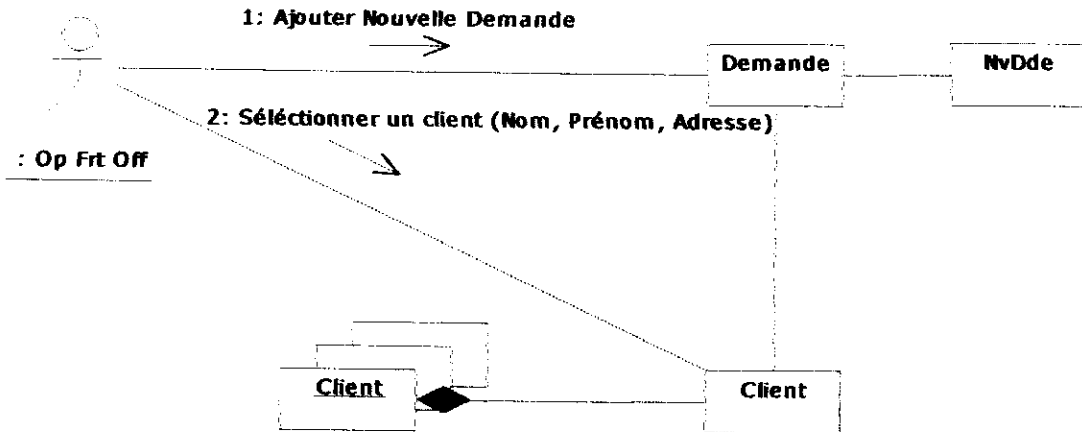 1: Ajouter Nouvelle Demande
Demande
NvDde
2: Séléctionner un client (Nom, Prénom, Adresse)
: Op Frt Off
Client
Client